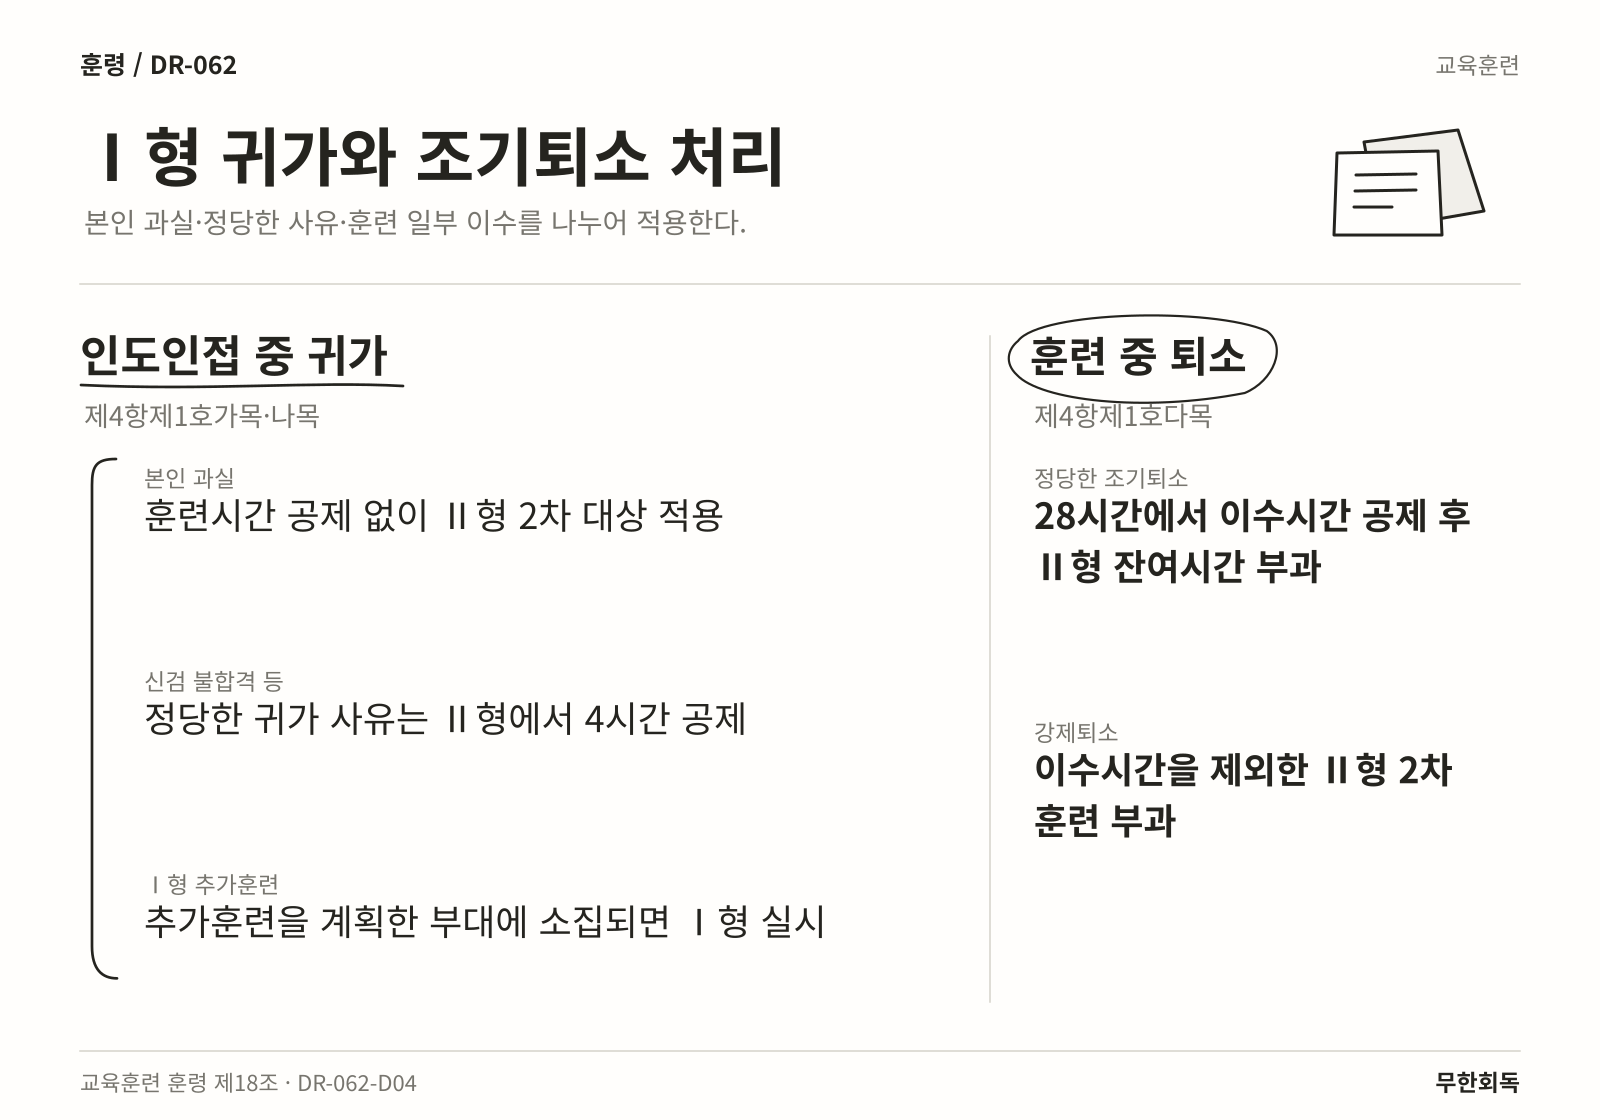 훈령 / DR-062
교육훈련
Ⅰ형 귀가와 조기퇴소 처리
본인 과실·정당한 사유·훈련 일부 이수를 나누어 적용한다.
인도인접 중 귀가
제4항제1호가목·나목
본인 과실
훈련시간 공제 없이 Ⅱ형 2차 대상 적용
신검 불합격 등
정당한 귀가 사유는 Ⅱ형에서 4시간 공제
Ⅰ형 추가훈련
추가훈련을 계획한 부대에 소집되면 Ⅰ형 실시
훈련 중 퇴소
제4항제1호다목
정당한 조기퇴소
28시간에서 이수시간 공제 후
Ⅱ형 잔여시간 부과
강제퇴소
이수시간을 제외한 Ⅱ형 2차
훈련 부과
교육훈련 훈령 제18조 · DR-062-D04
무한회독